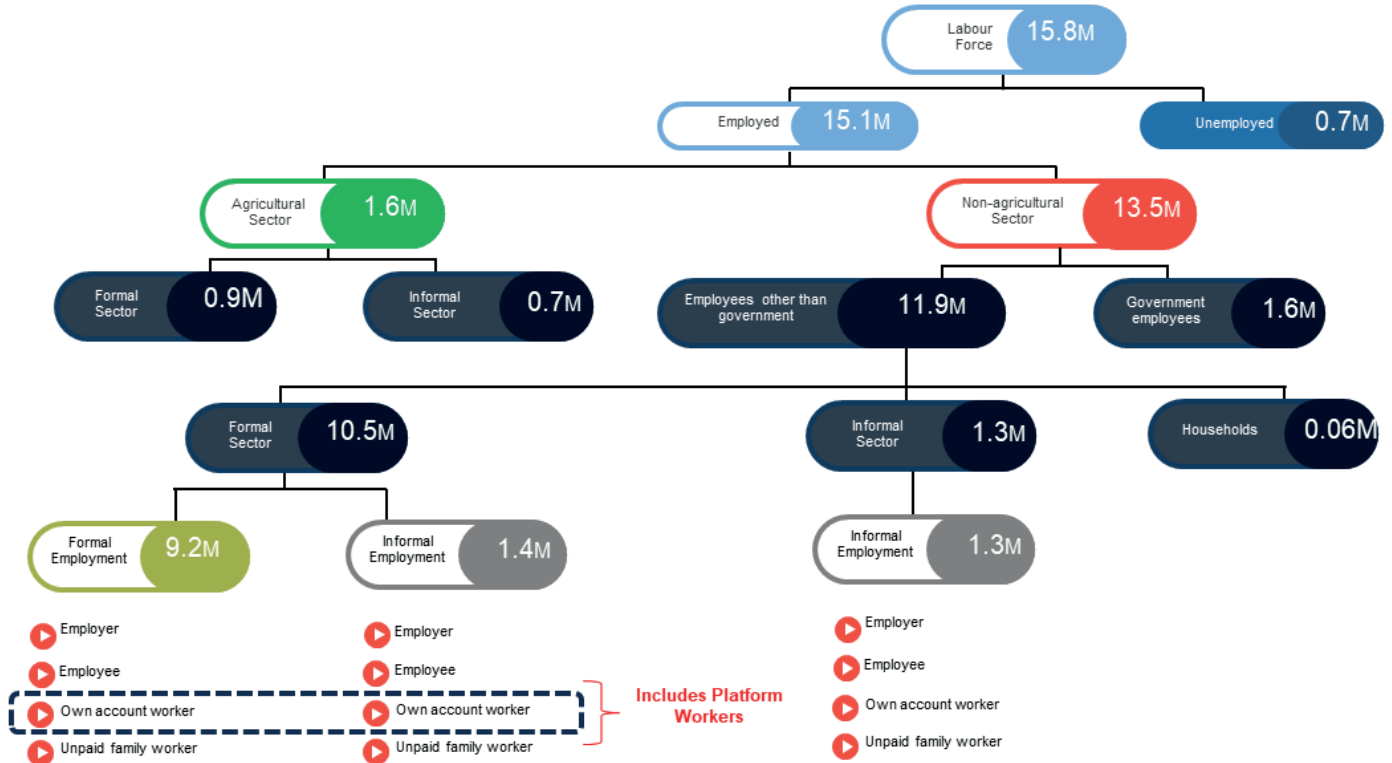 Labour
Force
15.8M
Employed
15.1M
Unemployed
0.7M
Agricultural
Sector
1.6M
Non-agricultural
Sector
13.5M
Formal
Sector
0.9M
Informal
Sector
0.7M
Employees other than
government
11.9M
Government
employees
1.6M
Formal
Sector
10.5M
Informal
Sector
1.3M
Households
0.06M
Formal
Employment
9.2M
Informal
Employment
1.4M
Informal
Employment
1.3M
Employer
Employee
Own account worker
Unpaid family worker
Employer
Employee
Own account worker
Unpaid family worker
Includes Platform
Workers
Employer
Employee
Own account worker
Unpaid family worker